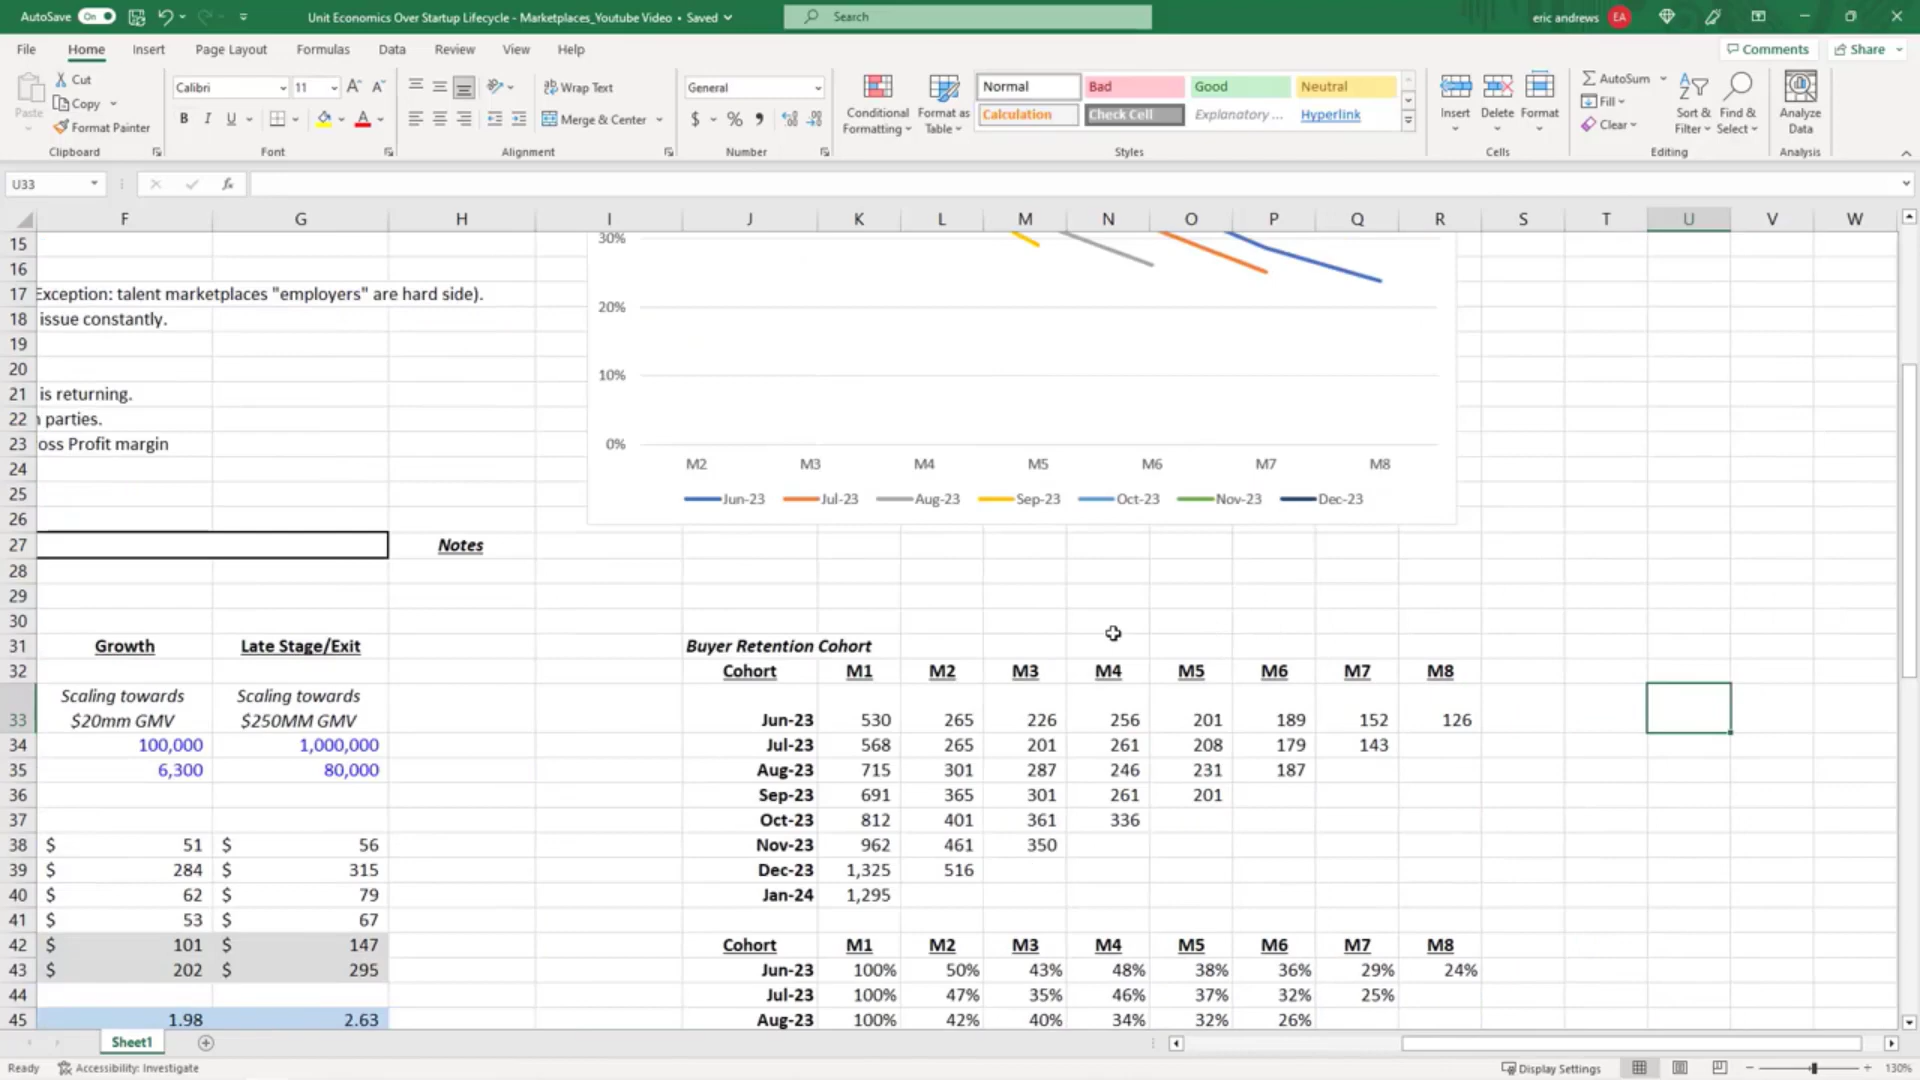 AutoSave On Unit Economics Over Startup Lifecycle - Marketplaces_Youtube Video • Saved Search eric andrews EA
File Home Insert Page Layout Formulas Data Review View Help Comments Share
Paste Cut Copy Format Painter Clipboard
Calibri 11 B I U A Font
Wrap Text Merge & Center Alignment
General $ % Number
Conditional Formatting Format as Table
Normal Bad Good Neutral
Calculation Check Cell Explanatory ... Hyperlink
Styles
Insert Delete Format Cells
AutoSum Fill Clear Sort & Filter Find & Select Editing
Analyze Data Analysis
U33 fx
F G H I J K L M N O P Q R S T U V W
15 30%
16
17 Exception: talent marketplaces "employers" are hard side). 20%
18 issue constantly.
19
20 10%
21 is returning.
22 parties.
23 oss Profit margin 0%
24 M2 M3 M4 M5 M6 M7 M8
25 Jun-23 Jul-23 Aug-23 Sep-23 Oct-23 Nov-23 Dec-23
26
27 Notes
28
29
30
31 Growth Late Stage/Exit Buyer Retention Cohort
32 Cohort M1 M2 M3 M4 M5 M6 M7 M8
Scaling towards Scaling towards
33 $20mm GMV $250MM GMV Jun-23 530 265 226 256 201 189 152 126
34 100,000 1,000,000 Jul-23 568 265 201 261 208 179 143
35 6,300 80,000 Aug-23 715 301 287 246 231 187
36 Sep-23 691 365 301 261 201
37 Oct-23 812 401 361 336
38 $ 51 $ 56 Nov-23 962 461 350
39 $ 284 $ 315 Dec-23 1,325 516
40 $ 62 $ 79 Jan-24 1,295
41 $ 53 $ 67
42 $ 101 $ 147 Cohort M1 M2 M3 M4 M5 M6 M7 M8
43 $ 202 $ 295 Jun-23 100% 50% 43% 48% 38% 36% 29% 24%
44 Jul-23 100% 47% 35% 46% 37% 32% 25%
45 1.98 2.63 Aug-23 100% 42% 40% 34% 32% 26%
Sheet1
Ready Accessibility: Investigate Display Settings 130%